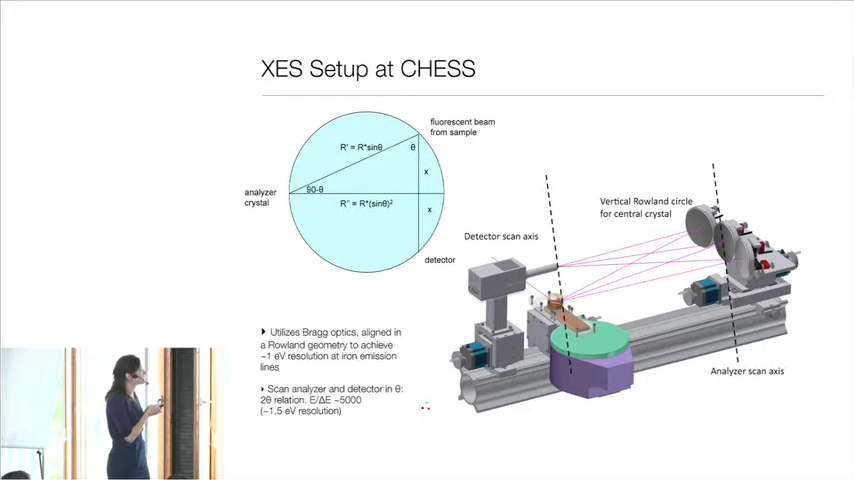 XES Setup at CHESS
fluorescent beam
from sample
R' = R*sinθ
θ
x
analyzer
crystal
90-θ
R" = R*(sinθ)²
x
detector
Vertical Rowland circle
for central crystal
Detector scan axis
Analyzer scan axis
‣ Utilizes Bragg optics, aligned in
a Rowland geometry to achieve
~1 eV resolution at iron emission
lines
‣ Scan analyzer and detector in θ:
2θ relation. E/ΔE ~5000
(~1.5 eV resolution)